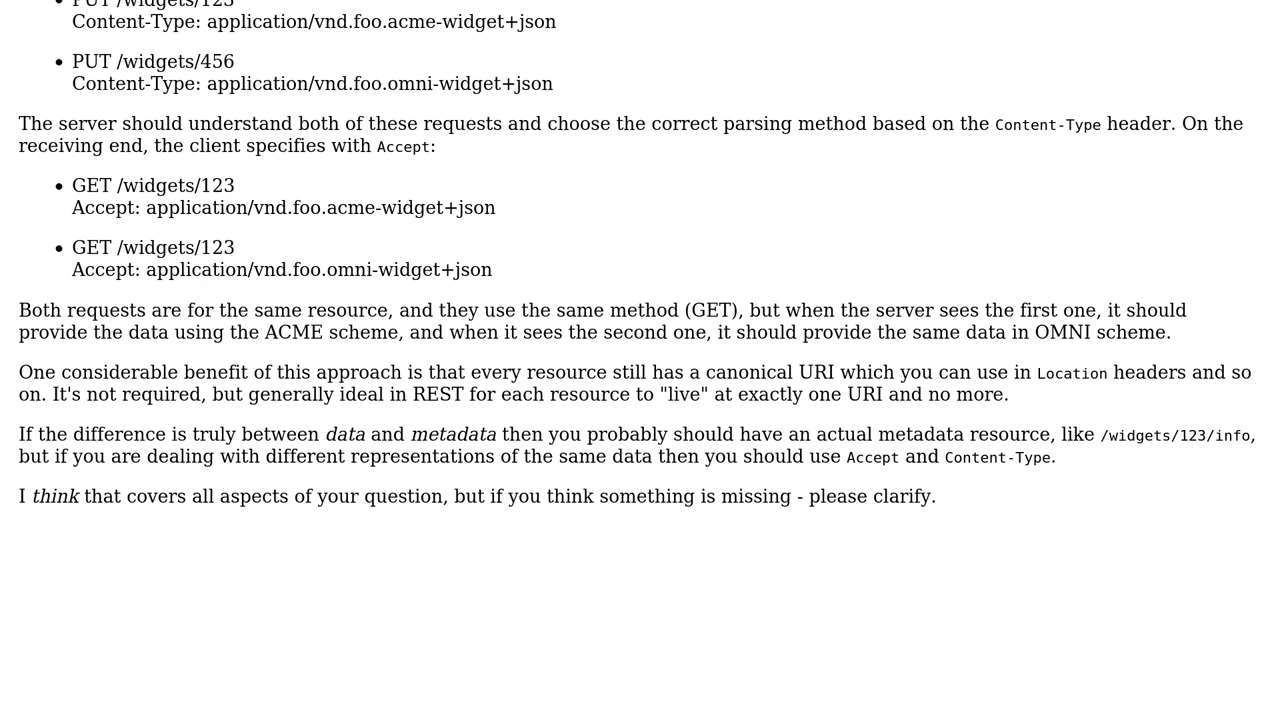 PUT /widgets/123
Content-Type: application/vnd.foo.acme-widget+json
PUT /widgets/456
Content-Type: application/vnd.foo.omni-widget+json
The server should understand both of these requests and choose the correct parsing method based on the Content-Type header. On the
receiving end, the client specifies with Accept:
GET /widgets/123
Accept: application/vnd.foo.acme-widget+json
GET /widgets/123
Accept: application/vnd.foo.omni-widget+json
Both requests are for the same resource, and they use the same method (GET), but when the server sees the first one, it should
provide the data using the ACME scheme, and when it sees the second one, it should provide the same data in OMNI scheme.
One considerable benefit of this approach is that every resource still has a canonical URI which you can use in Location headers and so
on. It's not required, but generally ideal in REST for each resource to "live" at exactly one URI and no more.
If the difference is truly between data and metadata then you probably should have an actual metadata resource, like /widgets/123/info,
but if you are dealing with different representations of the same data then you should use Accept and Content-Type.
I think that covers all aspects of your question, but if you think something is missing - please clarify.